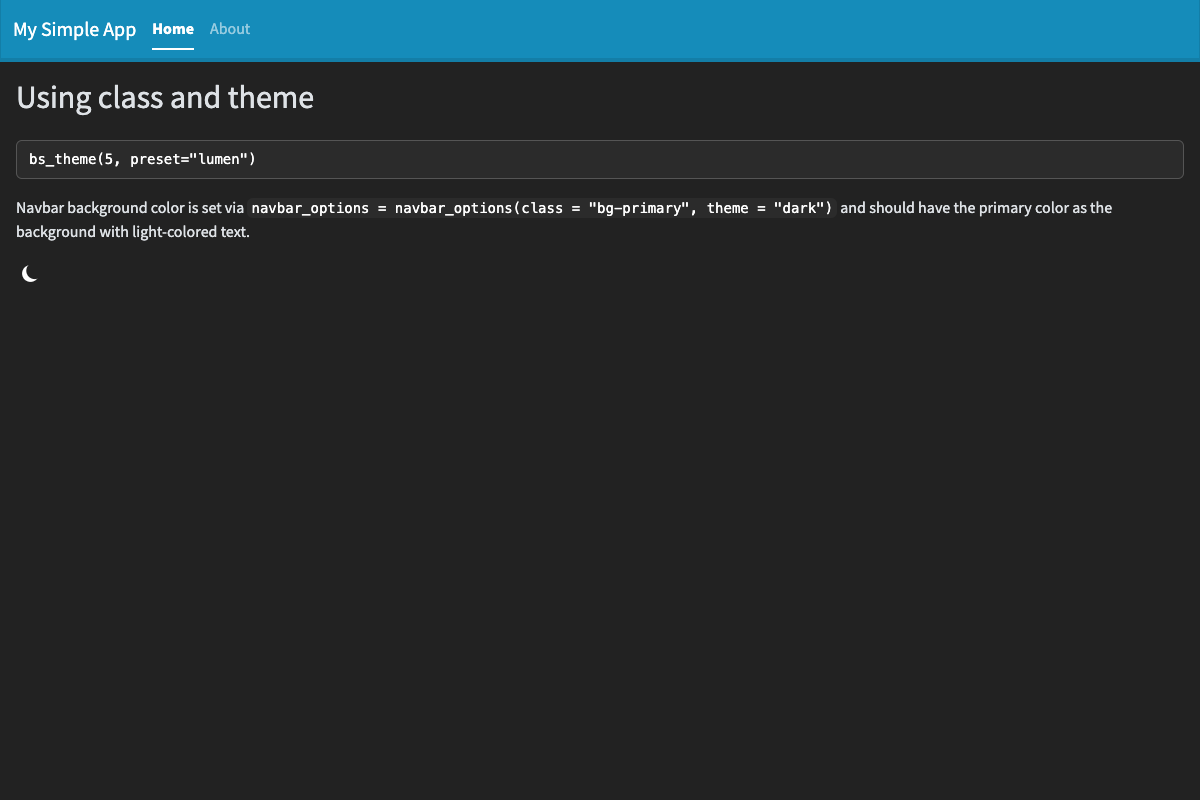 My Simple App Home About
Using class and theme
bs_theme(5, preset="lumen")
Navbar background color is set via navbar_options = navbar_options(class = "bg-primary", theme = "dark") and should have the primary color as the
background with light-colored text.